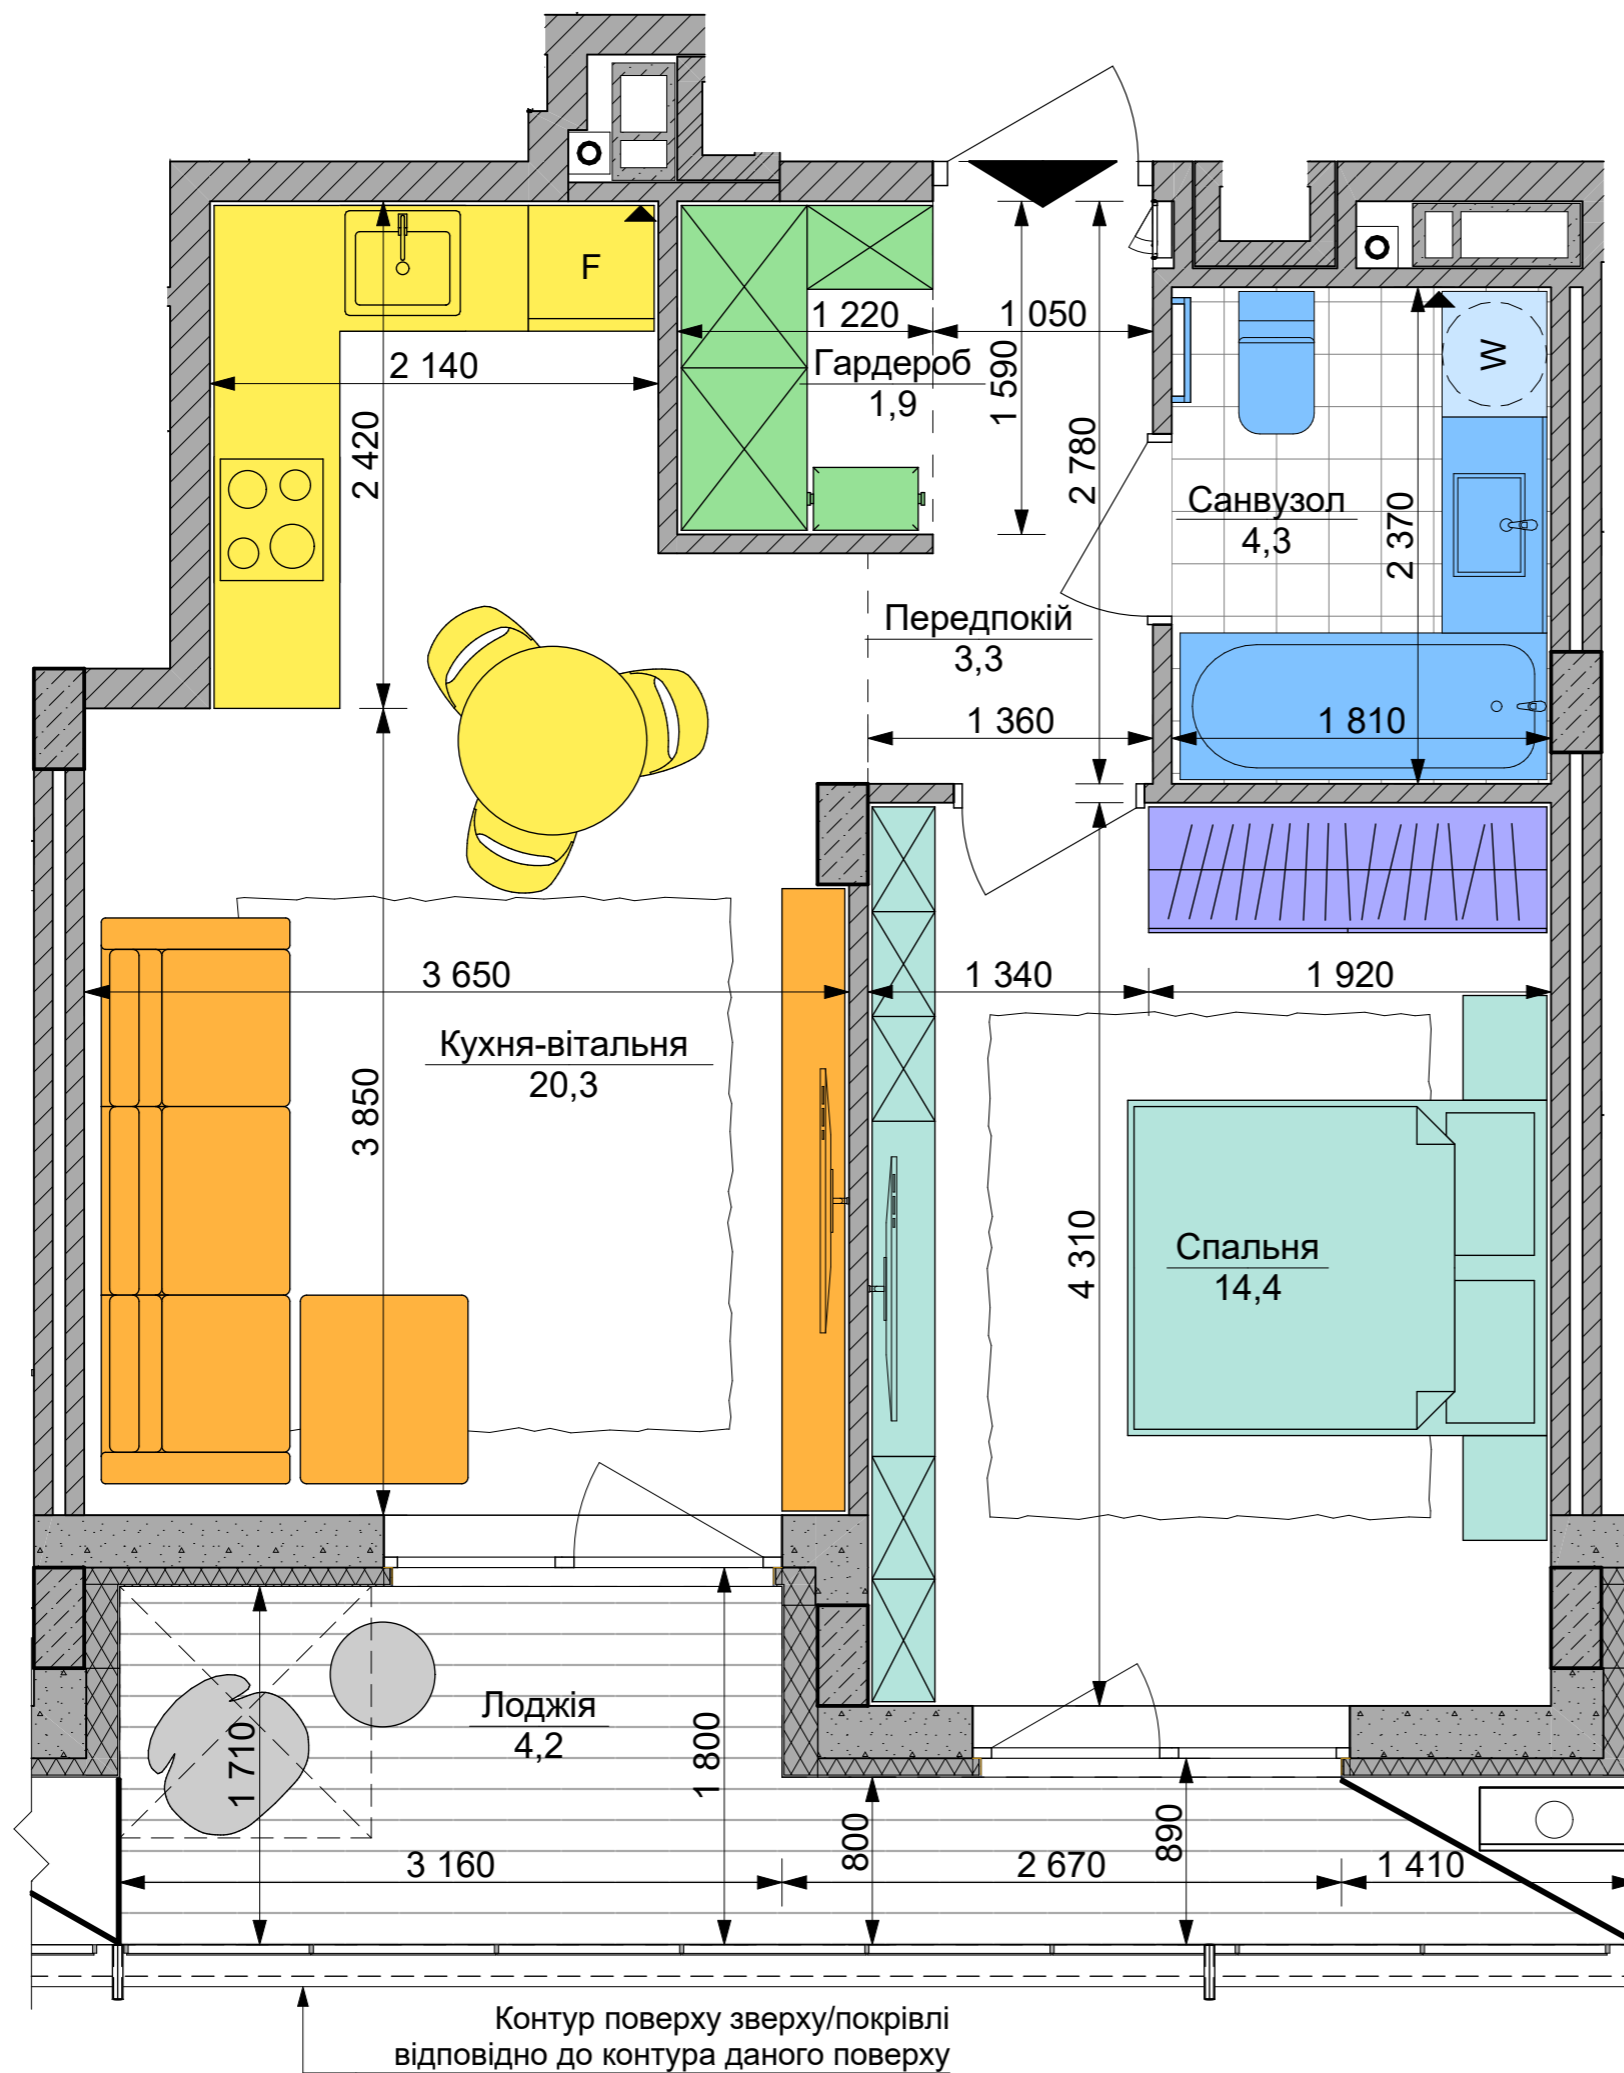 F
1 220
1 050
Гардероб
1,9
1 590
2 140
2 420
2 780
W
Санвузол
4,3
2 370
Передпокій
3,3
1 360
1 810
3 650
1 340
1 920
Кухня-вітальня
20,3
3 850
4 310
Спальня
14,4
Лоджія
4,2
1 710
1 800
800
890
3 160
2 670
1 410
Контур поверху зверху/покрівлі
відповідно до контура даного поверху